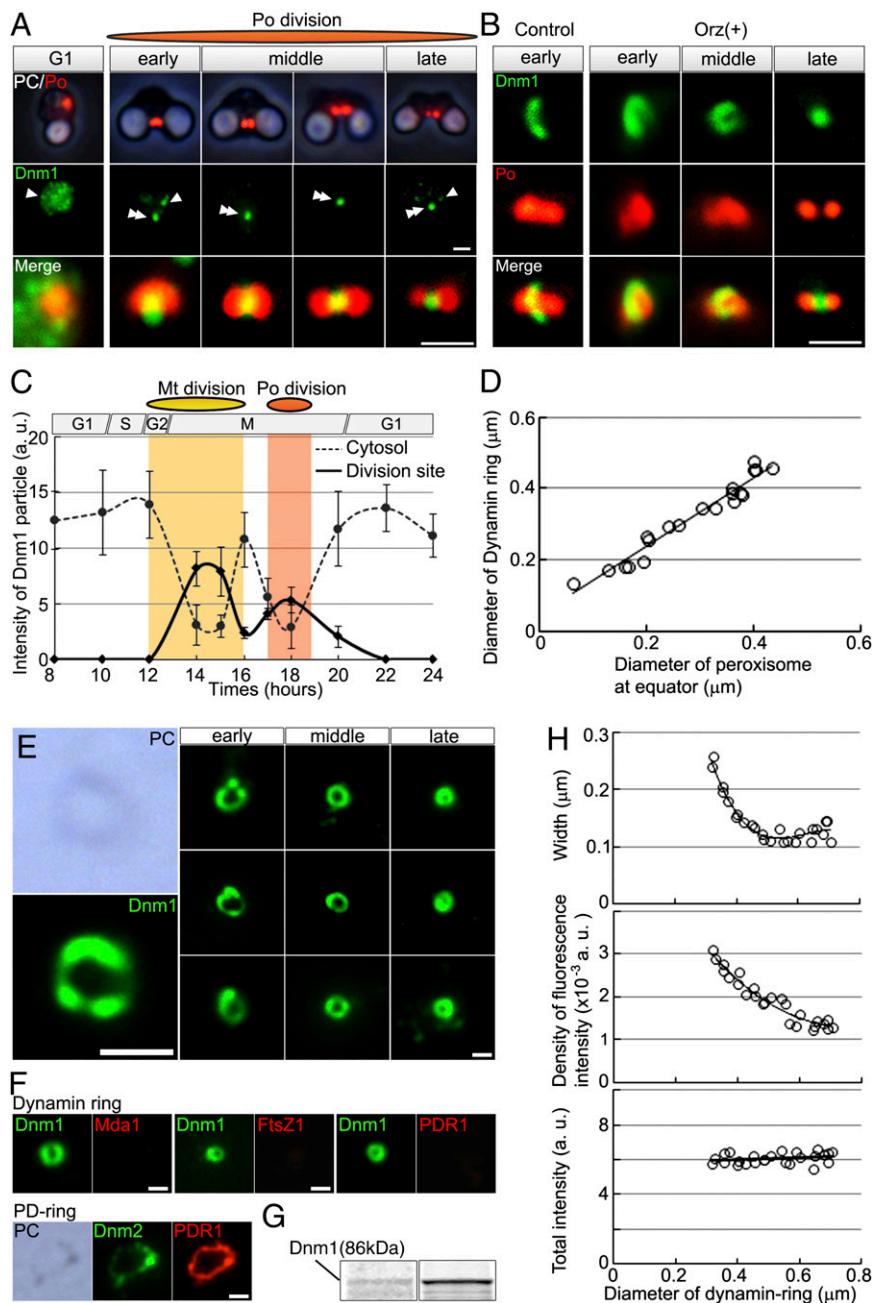 A
Po division
G1
early
middle
late
PC/Po
Dnm1
Merge
B
Control
Orz(+)
early
early
middle
late
Dnm1
Po
Merge
C
Mt division
Po division
G1
S
G2
M
G1
Intensity of Dnm1 particle (a. u.)
20
15
10
5
0
Cytosol
Division site
8
10
12
14
16
18
20
22
24
Times (hours)
D
Diameter of Dynamin ring (μm)
0.6
0.4
0.2
0
0
0.2
0.4
0.6
Diameter of peroxisome
at equator (μm)
E
PC
Dnm1
early
middle
late
F
Dynamin ring
Dnm1
Mda1
Dnm1
FtsZ1
Dnm1
PDR1
PD-ring
PC
Dnm2
PDR1
G
Dnm1(86kDa)
H
Width (μm)
0.3
0.2
0.1
0
Density of fluorescence
intensity (x10⁻³ a. u.)
3
2
1
0
Total intensity (a. u.)
9
6
3
0
0
0.2
0.4
0.6
0.8
Diameter of dynamin-ring (μm)